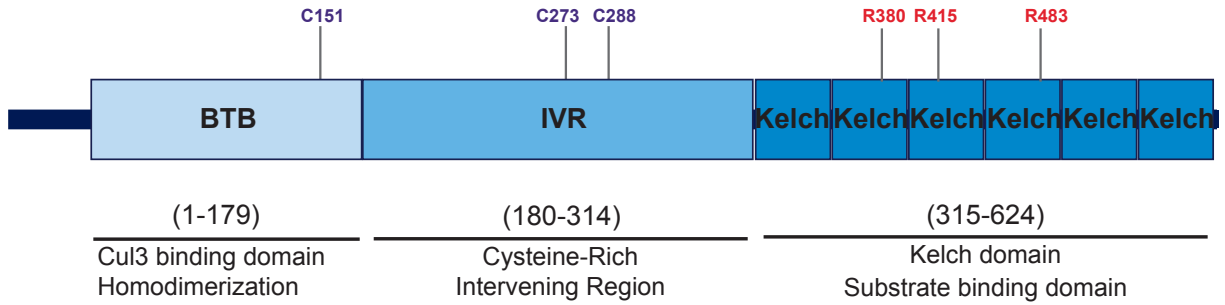 C151 C273 C288 R380 R415 R483
BTB IVR Kelch Kelch Kelch Kelch Kelch Kelch
(1-179) (180-314) (315-624)
Cul3 binding domain Cysteine-Rich Kelch domain
Homodimerization Intervening Region Substrate binding domain